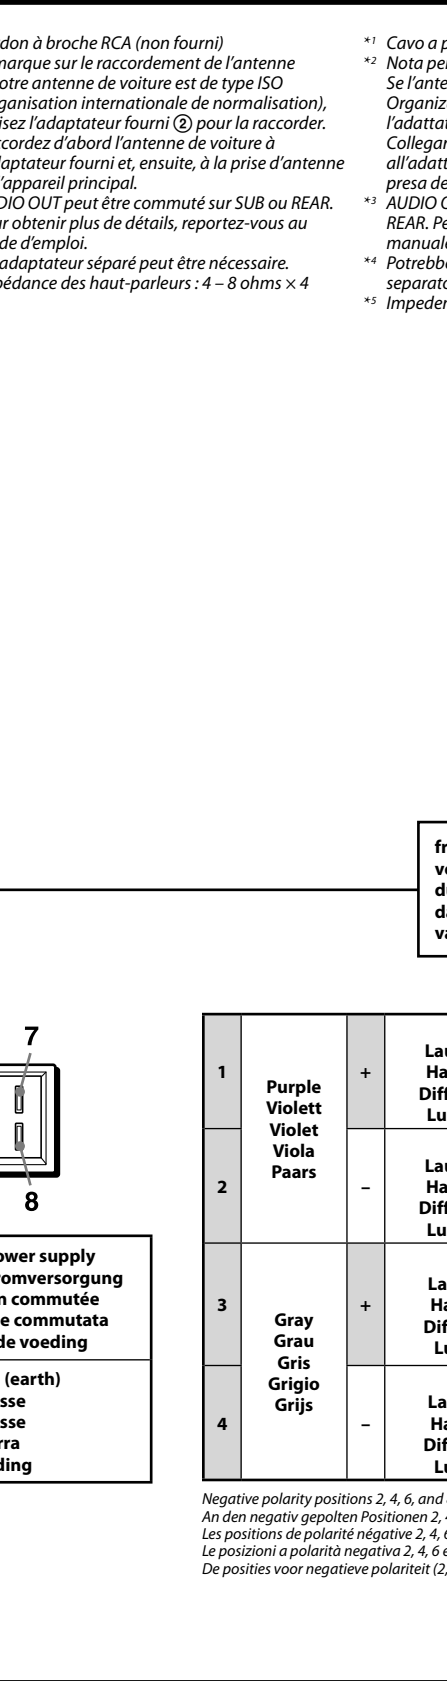 don à broche RCA (non fourni)
marque sur le raccordement de l'antenne
otre antenne de voiture est de type ISO
ganisation internationale de normalisation),
isez l'adaptateur fourni ② pour la raccorder.
ccordez d'abord l'antenne de voiture à
daptateur fourni et, ensuite, à la prise d'antenne
l'appareil principal.
DIO OUT peut être commuté sur SUB ou REAR.
ur obtenir plus de détails, reportez-vous au
de d'emploi.
adaptateur séparé peut être nécessaire.
pédance des haut-parleurs : 4 – 8 ohms × 4
*1 Cavo a p
*2 Nota pe
Se l'ante
Organiz
l'adatta
Collegar
all'adatt
presa de
*3 AUDIO O
REAR. Pe
manuale
*4 Potrebbe
separato
*5 Impeden
fr
v
d
d
va
7
8
ower supply
romversorgung
n commutée
e commutata
de voeding
(earth)
sse
sse
rra
ding
1
Purple
Violett
Violet
Viola
Paars
+
Lau
Ha
Diff
Lu
2
–
Lau
Ha
Diff
Lu
3
Gray
Grau
Gris
Grigio
Grijs
+
La
Ha
Dif
Lu
4
–
La
Ha
Dif
Lu
Negative polarity positions 2, 4, 6, and
An den negativ gepolten Positionen 2, 4
Les positions de polarité négative 2, 4, 6
Le posizioni a polarità negativa 2, 4, 6 e
De posities voor negatieve polariteit (2,